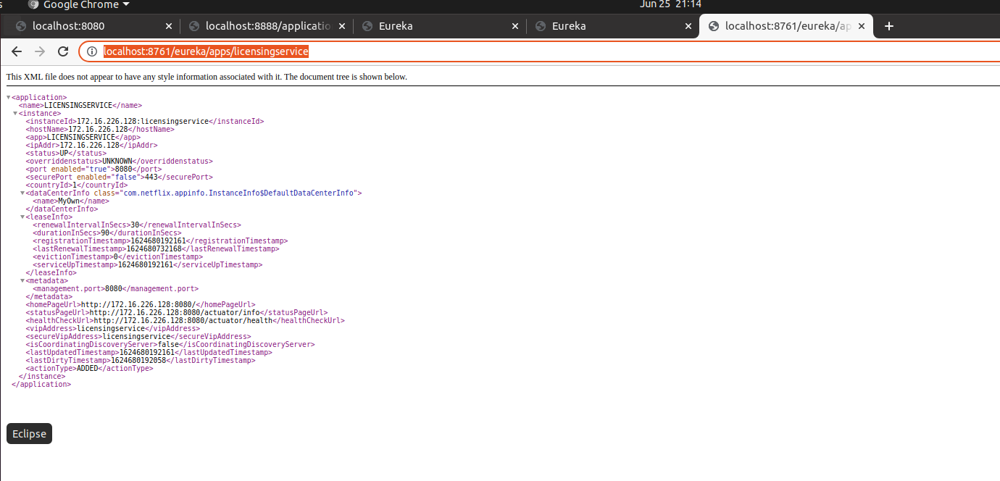 Google Chrome
Jun 25 21:14
localhost:8080
localhost:8888/applicatio
Eureka
Eureka
localhost:8761/eureka/ap
localhost:8761/eureka/apps/licensingservice
This XML file does not appear to have any style information associated with it. The document tree is shown below.
<application>
<name>LICENSINGSERVICE</name>
<instance>
<instanceId>172.16.226.128:licensingservice</instanceId>
<hostName>172.16.226.128</hostName>
<app>LICENSINGSERVICE</app>
<ipAddr>172.16.226.128</ipAddr>
<status>UP</status>
<overriddenstatus>UNKNOWN</overriddenstatus>
<port enabled="true">8080</port>
<securePort enabled="false">443</securePort>
<countryId>1</countryId>
<dataCenterInfo class="com.netflix.appinfo.InstanceInfo$DefaultDataCenterInfo">
<name>MyOwn</name>
</dataCenterInfo>
<leaseInfo>
<renewalIntervalInSecs>30</renewalIntervalInSecs>
<durationInSecs>90</durationInSecs>
<registrationTimestamp>1624680192161</registrationTimestamp>
<lastRenewalTimestamp>1624680732168</lastRenewalTimestamp>
<evictionTimestamp>0</evictionTimestamp>
<serviceUpTimestamp>1624680192161</serviceUpTimestamp>
</leaseInfo>
<metadata>
<management.port>8080</management.port>
</metadata>
<homePageUrl>http://172.16.226.128:8080/</homePageUrl>
<statusPageUrl>http://172.16.226.128:8080/actuator/info</statusPageUrl>
<healthCheckUrl>http://172.16.226.128:8080/actuator/health</healthCheckUrl>
<vipAddress>licensingservice</vipAddress>
<secureVipAddress>licensingservice</secureVipAddress>
<isCoordinatingDiscoveryServer>false</isCoordinatingDiscoveryServer>
<lastUpdatedTimestamp>1624680192161</lastUpdatedTimestamp>
<lastDirtyTimestamp>1624680192058</lastDirtyTimestamp>
<actionType>ADDED</actionType>
</instance>
</application>
Eclipse